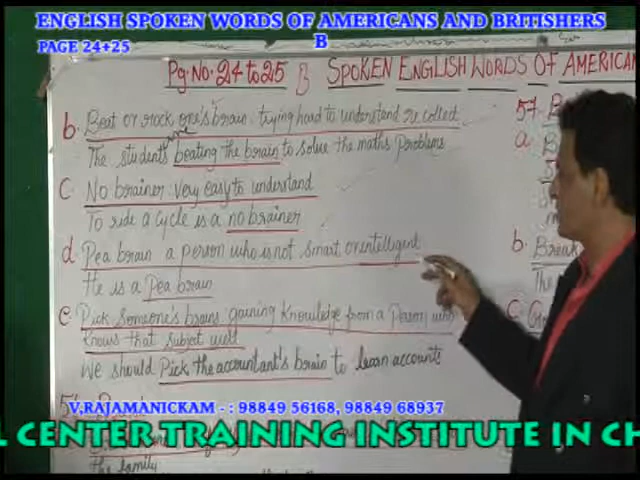 ENGLISH SPOKEN WORDS OF AMERICANS AND BRITISHERS
B
PAGE 24+25
Pg.No. 24 to 25 B SPOKEN ENGLISH WORDS OF AMERICAN
b. Beat or rack one's brain - trying hard to understand recollect
The students are beating the brain to solve the maths problems
c. No brainer very easy to understand
To ride a cycle is a no brainer
d. Pea brain a person who is not smart or entelligent
He is a Pea brain
e. Pick someone's brains gaining knowledge from a person who
knows that subject well
We should Pick the accountant's brain to learn accounts
57
a
b. Break
The
c
V,RAJAMANICKAM - : 98849 56168, 98849 68937
L CENTER TRAINING INSTITUTE IN CH
the family